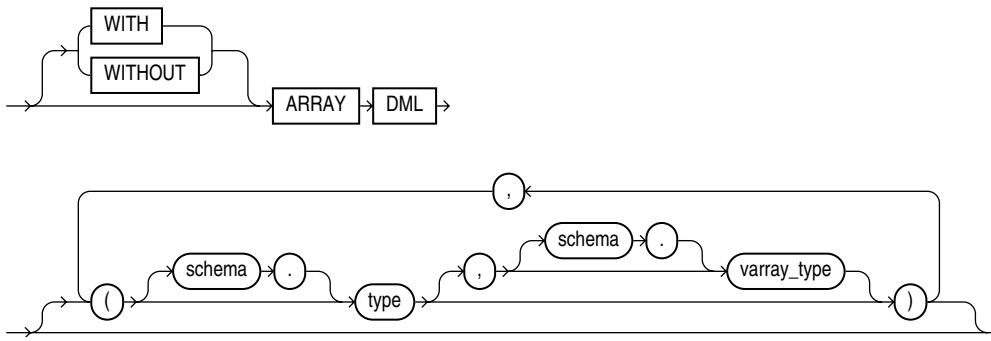 WITH
WITHOUT
ARRAY DML
,
schema .
schema . , varray_type
( type )